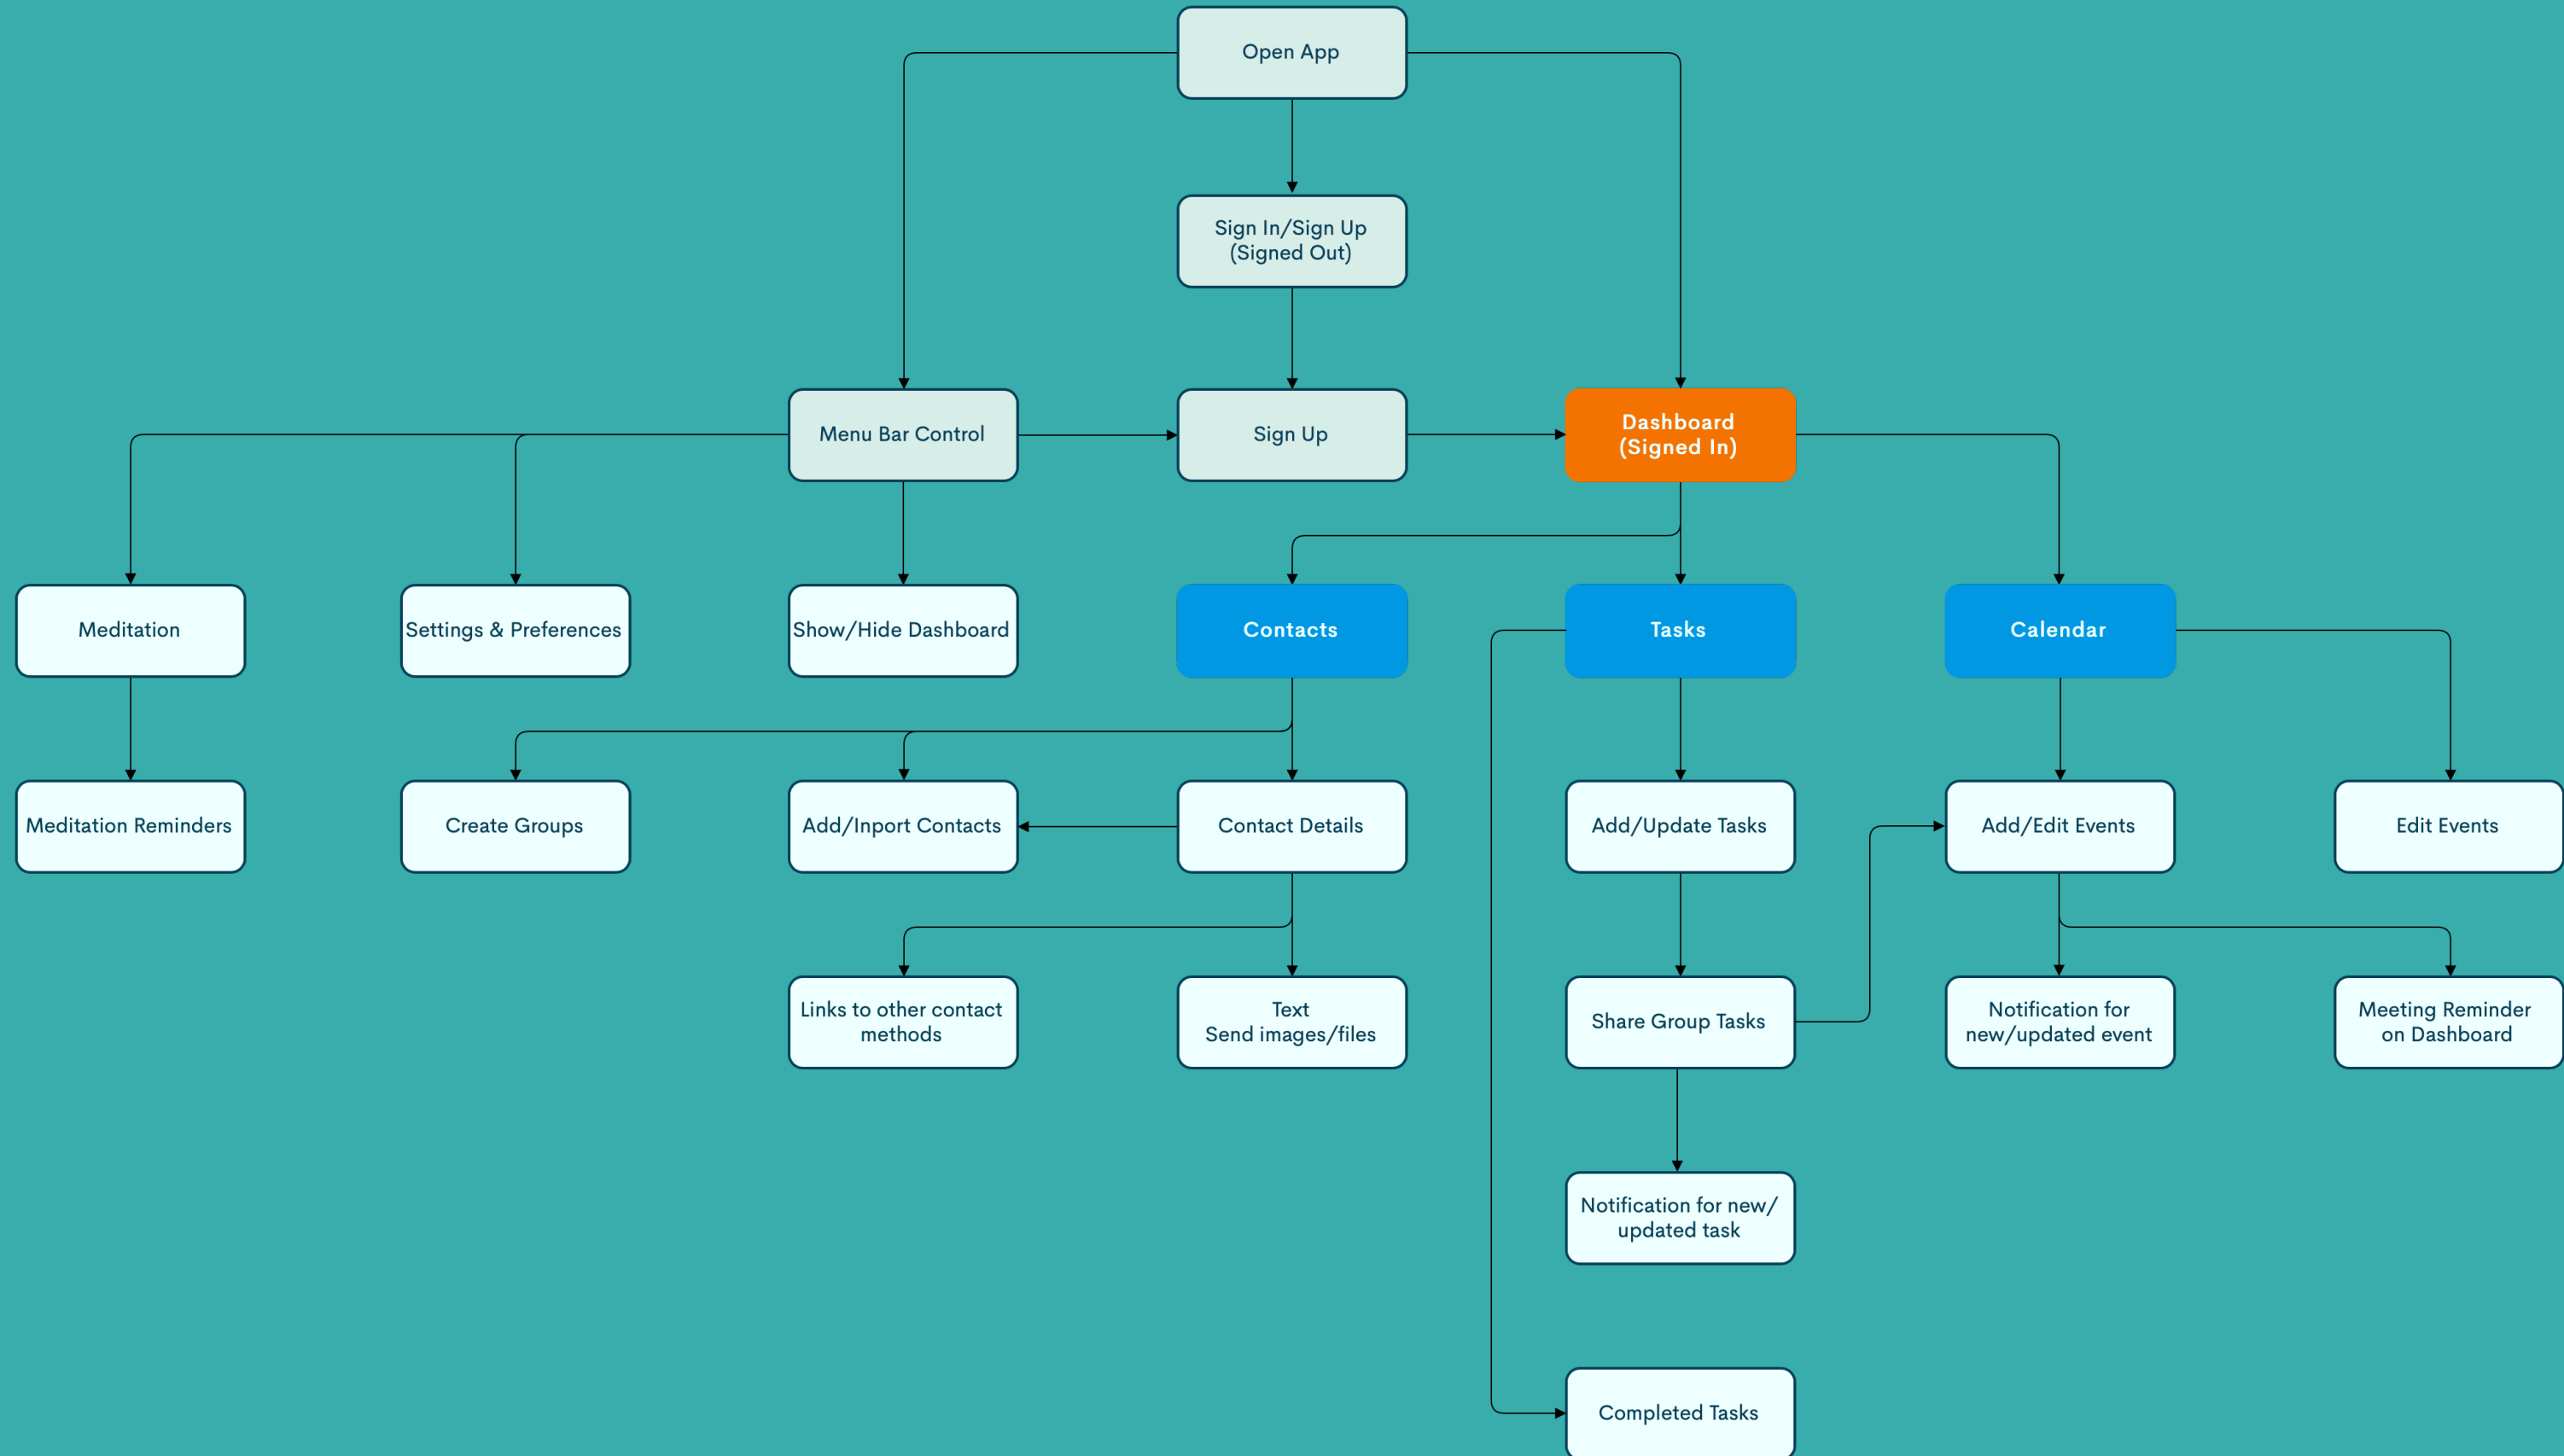 Open App
Sign In/Sign Up
(Signed Out)
Menu Bar Control
Sign Up
Dashboard
(Signed In)
Meditation
Settings & Preferences
Show/Hide Dashboard
Contacts
Tasks
Calendar
Meditation Reminders
Create Groups
Add/Inport Contacts
Contact Details
Add/Update Tasks
Add/Edit Events
Edit Events
Links to other contact
methods
Text
Send images/files
Share Group Tasks
Notification for
new/updated event
Meeting Reminder
on Dashboard
Notification for new/
updated task
Completed Tasks